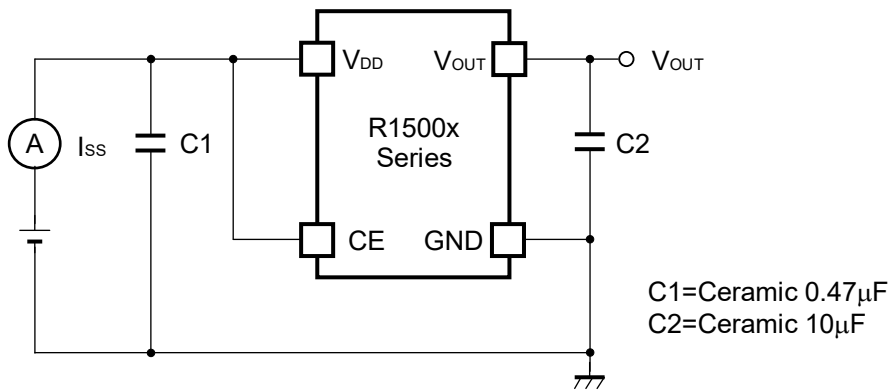 VDD
VOUT
VOUT
A
ISS
C1
R1500x
Series
C2
CE
GND
C1=Ceramic 0.47μF
C2=Ceramic 10μF